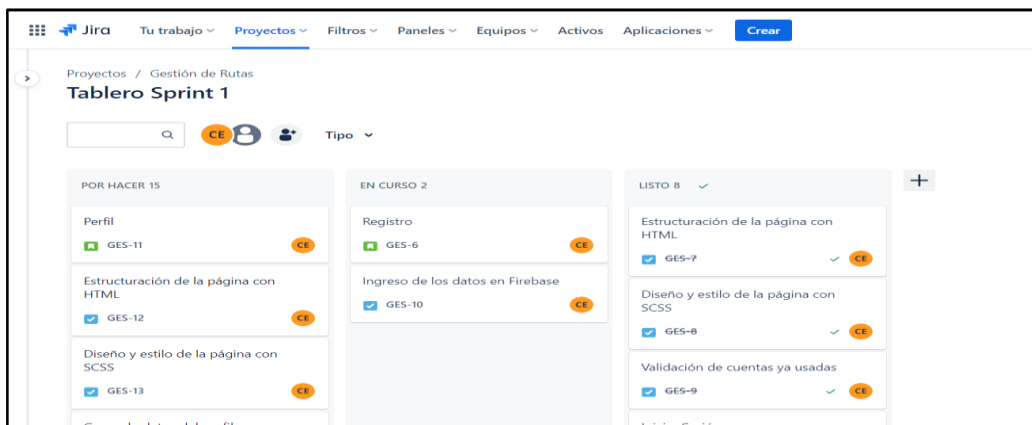 Jira Tu trabajo Proyectos Filtros Paneles Equipos Activos Aplicaciones Crear
Proyectos / Gestión de Rutas
Tablero Sprint 1
CE Tipo
POR HACER 15
Perfil
GES-11 CE
Estructuración de la página con
HTML
GES-12 CE
Diseño y estilo de la página con
SCSS
GES-13 CE
EN CURSO 2
Registro
GES-6 CE
Ingreso de los datos en Firebase
GES-10 CE
LISTO 8
Estructuración de la página con
HTML
GES-7 CE
Diseño y estilo de la página con
SCSS
GES-8 CE
Validación de cuentas ya usadas
GES-9 CE